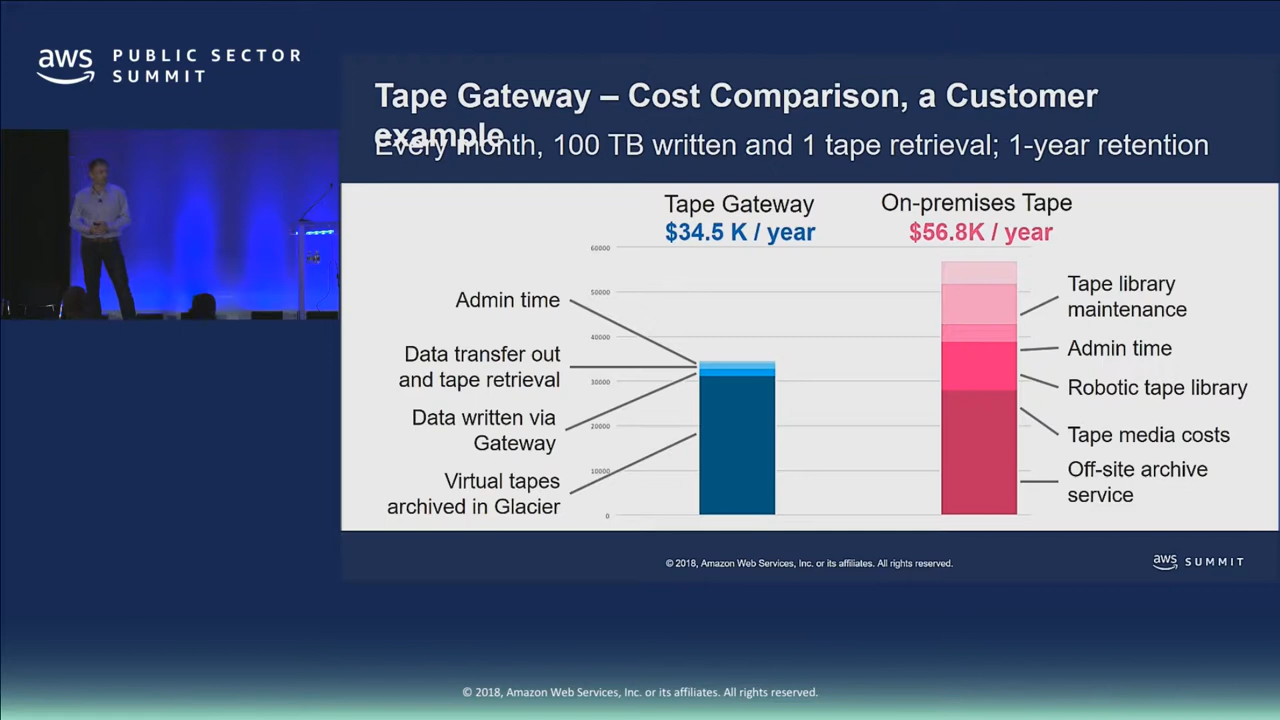 aws PUBLIC SECTOR
SUMMIT
Tape Gateway – Cost Comparison, a Customer
example
Every month, 100 TB written and 1 tape retrieval; 1-year retention
Tape Gateway
$34.5 K / year
On-premises Tape
$56.8K / year
60000
50000
40000
30000
20000
10000
0
Admin time
Data transfer out
and tape retrieval
Data written via
Gateway
Virtual tapes
archived in Glacier
Tape library
maintenance
Admin time
Robotic tape library
Tape media costs
Off-site archive
service
© 2018, Amazon Web Services, Inc. or its affiliates. All rights reserved.
aws SUMMIT
© 2018, Amazon Web Services, Inc. or its affiliates. All rights reserved.